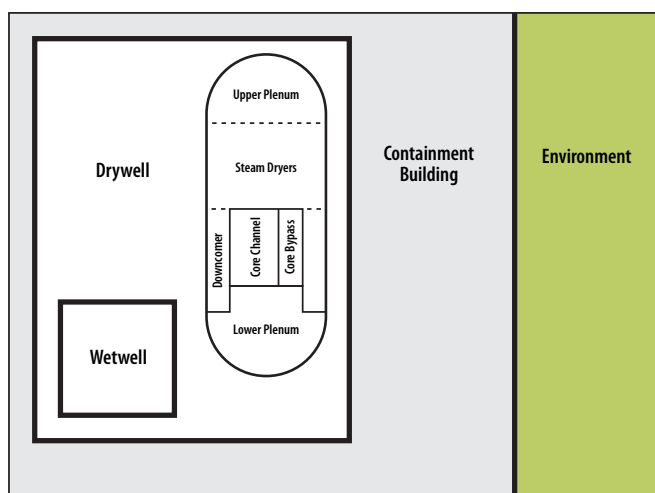 Upper Plenum
Drywell
Steam Dryers
Containment
Building
Environment
Downcomer
Core Channel
Core Bypass
Lower Plenum
Wetwell